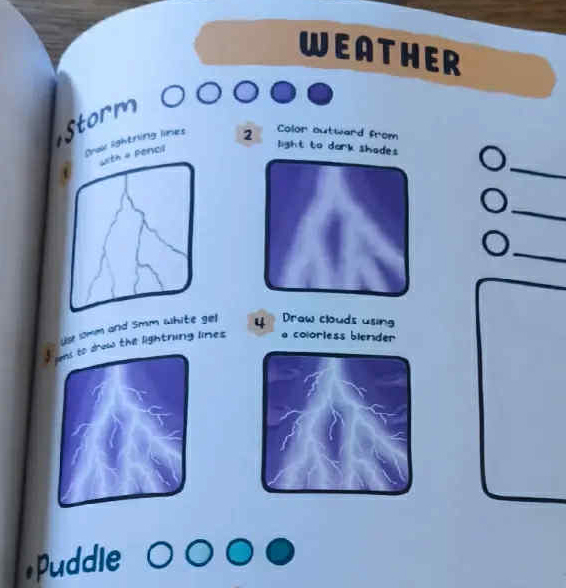 WEATHER
• Storm
1
Draw lightning lines
with a pencil
2
Color outward from
light to dark shades
3
Use 10mm and 5mm white gel
pens to draw the lightning lines
4
Draw clouds using
a colorless blender
• Puddle